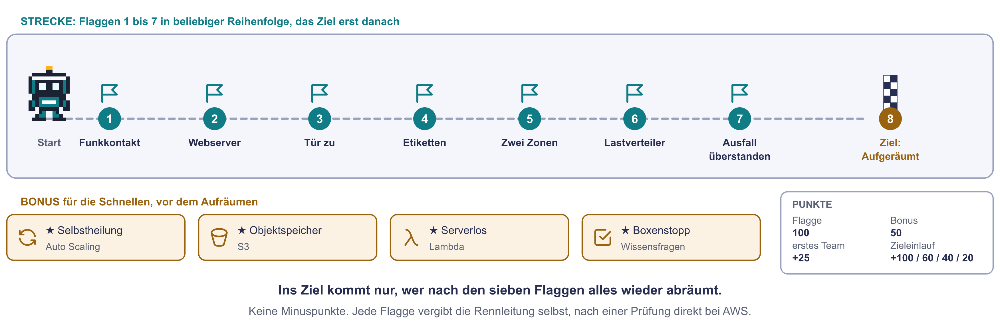 STRECKE: Flaggen 1 bis 7 in beliebiger Reihenfolge, das Ziel erst danach
1 2 3 4 5 6 7 8
Start Funkkontakt Webserver Tür zu Etiketten Zwei Zonen Lastverteiler Ausfall überstanden Ziel: Aufgeräumt
BONUS für die Schnellen, vor dem Aufräumen
★ Selbstheilung
Auto Scaling
★ Objektspeicher
S3
★ Serverlos
Lambda
★ Boxenstopp
Wissensfragen
PUNKTE
Flagge
100
erstes Team
+25
Bonus
50
Zieleinlauf
+100 / 60 / 40 / 20
Ins Ziel kommt nur, wer nach den sieben Flaggen alles wieder abräumt.
Keine Minuspunkte. Jede Flagge vergibt die Rennleitung selbst, nach einer Prüfung direkt bei AWS.